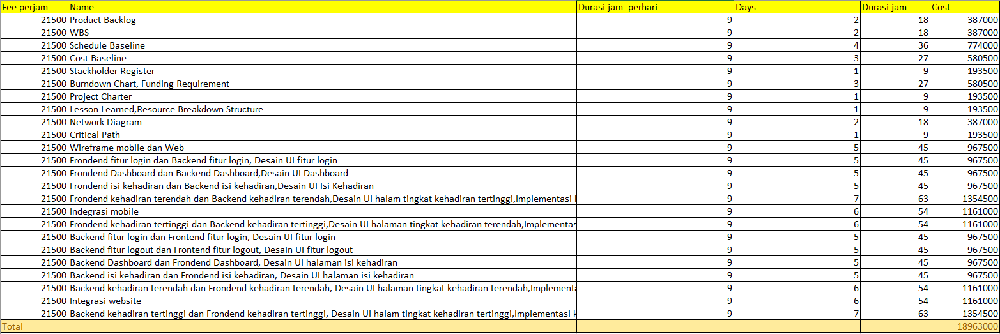 Fee perjam Name Durasi jam perhari Days Durasi jam Cost
21500 Product Backlog 9 2 18 387000
21500 WBS 9 2 18 387000
21500 Schedule Baseline 9 4 36 774000
21500 Cost Baseline 9 3 27 580500
21500 Stackholder Register 9 1 9 193500
21500 Burndown Chart, Funding Requirement 9 3 27 580500
21500 Project Charter 9 1 9 193500
21500 Lesson Learned,Resource Breakdown Structure 9 1 9 193500
21500 Network Diagram 9 2 18 387000
21500 Critical Path 9 1 9 193500
21500 Wireframe mobile dan Web 9 5 45 967500
21500 Frondend fitur login dan Backend fitur login, Desain UI fitur login 9 5 45 967500
21500 Frondend Dashboard dan Backend Dashboard,Desain UI Dashboard 9 5 45 967500
21500 Frondend isi kehadiran dan Backend isi kehadiran,Desain UI Isi Kehadiran 9 5 45 967500
21500 Frondend kehadiran terendah dan Backend kehadiran terendah,Desain UI halam tingkat kehadiran tertinggi,Implementasi 9 7 63 1354500
21500 Indegrasi mobile 9 6 54 1161000
21500 Frondend kehadiran tertinggi dan Backend kehadiran tertinggi,Desain UI halaman tingkat kehadiran terendah,Implementas 9 6 54 1161000
21500 Backend fitur login dan Frontend fitur login, Desain UI fitur login 9 5 45 967500
21500 Backend fitur logout dan Frontend fitur logout, Desain UI fitur logout 9 5 45 967500
21500 Backend Dashboard dan Frondend Dashboard, Desain UI halaman isi kehadiran 9 5 45 967500
21500 Backend isi kehadiran dan Frondend isi kehadiran, Desain UI halaman isi kehadiran 9 5 45 967500
21500 Backend kehadiran terendah dan Frondend kehadiran terendah, Desain UI halaman tingkat kehadiran terendah,Implementa 9 6 54 1161000
21500 Integrasi website 9 6 54 1161000
21500 Backend kehadiran tertinggi dan Frondend kehadiran tertinggi, Desain UI halam tingkat kehadiran tertinggi,Implementasi 9 7 63 1354500
Total 18963000